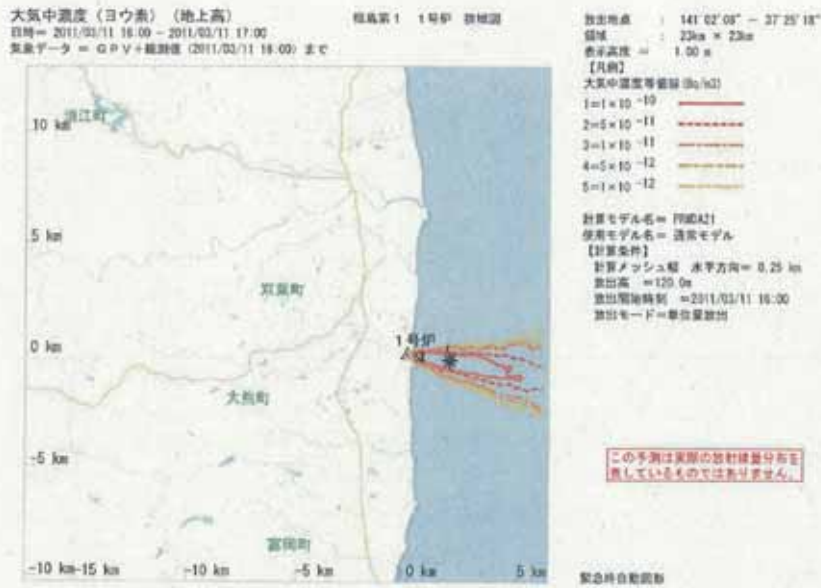 大気中濃度（ヨウ素）（地上高）
福島第1 1号炉 狭域図
日時= 2011/03/11 16:00 - 2011/03/11 17:00
気象データ = GPV+観測値（2011/03/11 16:00）まで
放出地点 : 141°02'08" - 37°25'18"
領域 : 23km × 23km
表示高度 = 1.00 m
【凡例】
大気中濃度等値線(Bq/m3)
1=1×10 -10
2=5×10 -11
3=1×10 -11
4=5×10 -12
5=1×10 -12
計算モデル名= PRWDA21
使用モデル名= 通常モデル
【計算条件】
計算メッシュ幅 水平方向= 0.25 km
放出高 =120.0m
放出開始時刻 =2011/03/11 16:00
放出モード=単位量放出
浪江町
10 km
5 km
双葉町
1号炉
0 km
大熊町
-5 km
富岡町
-10 km
-15 km
-10 km
-5 km
0 km
5 km
この予測は実際の放射線量分布を
表しているものではありません。
緊急時自動図形